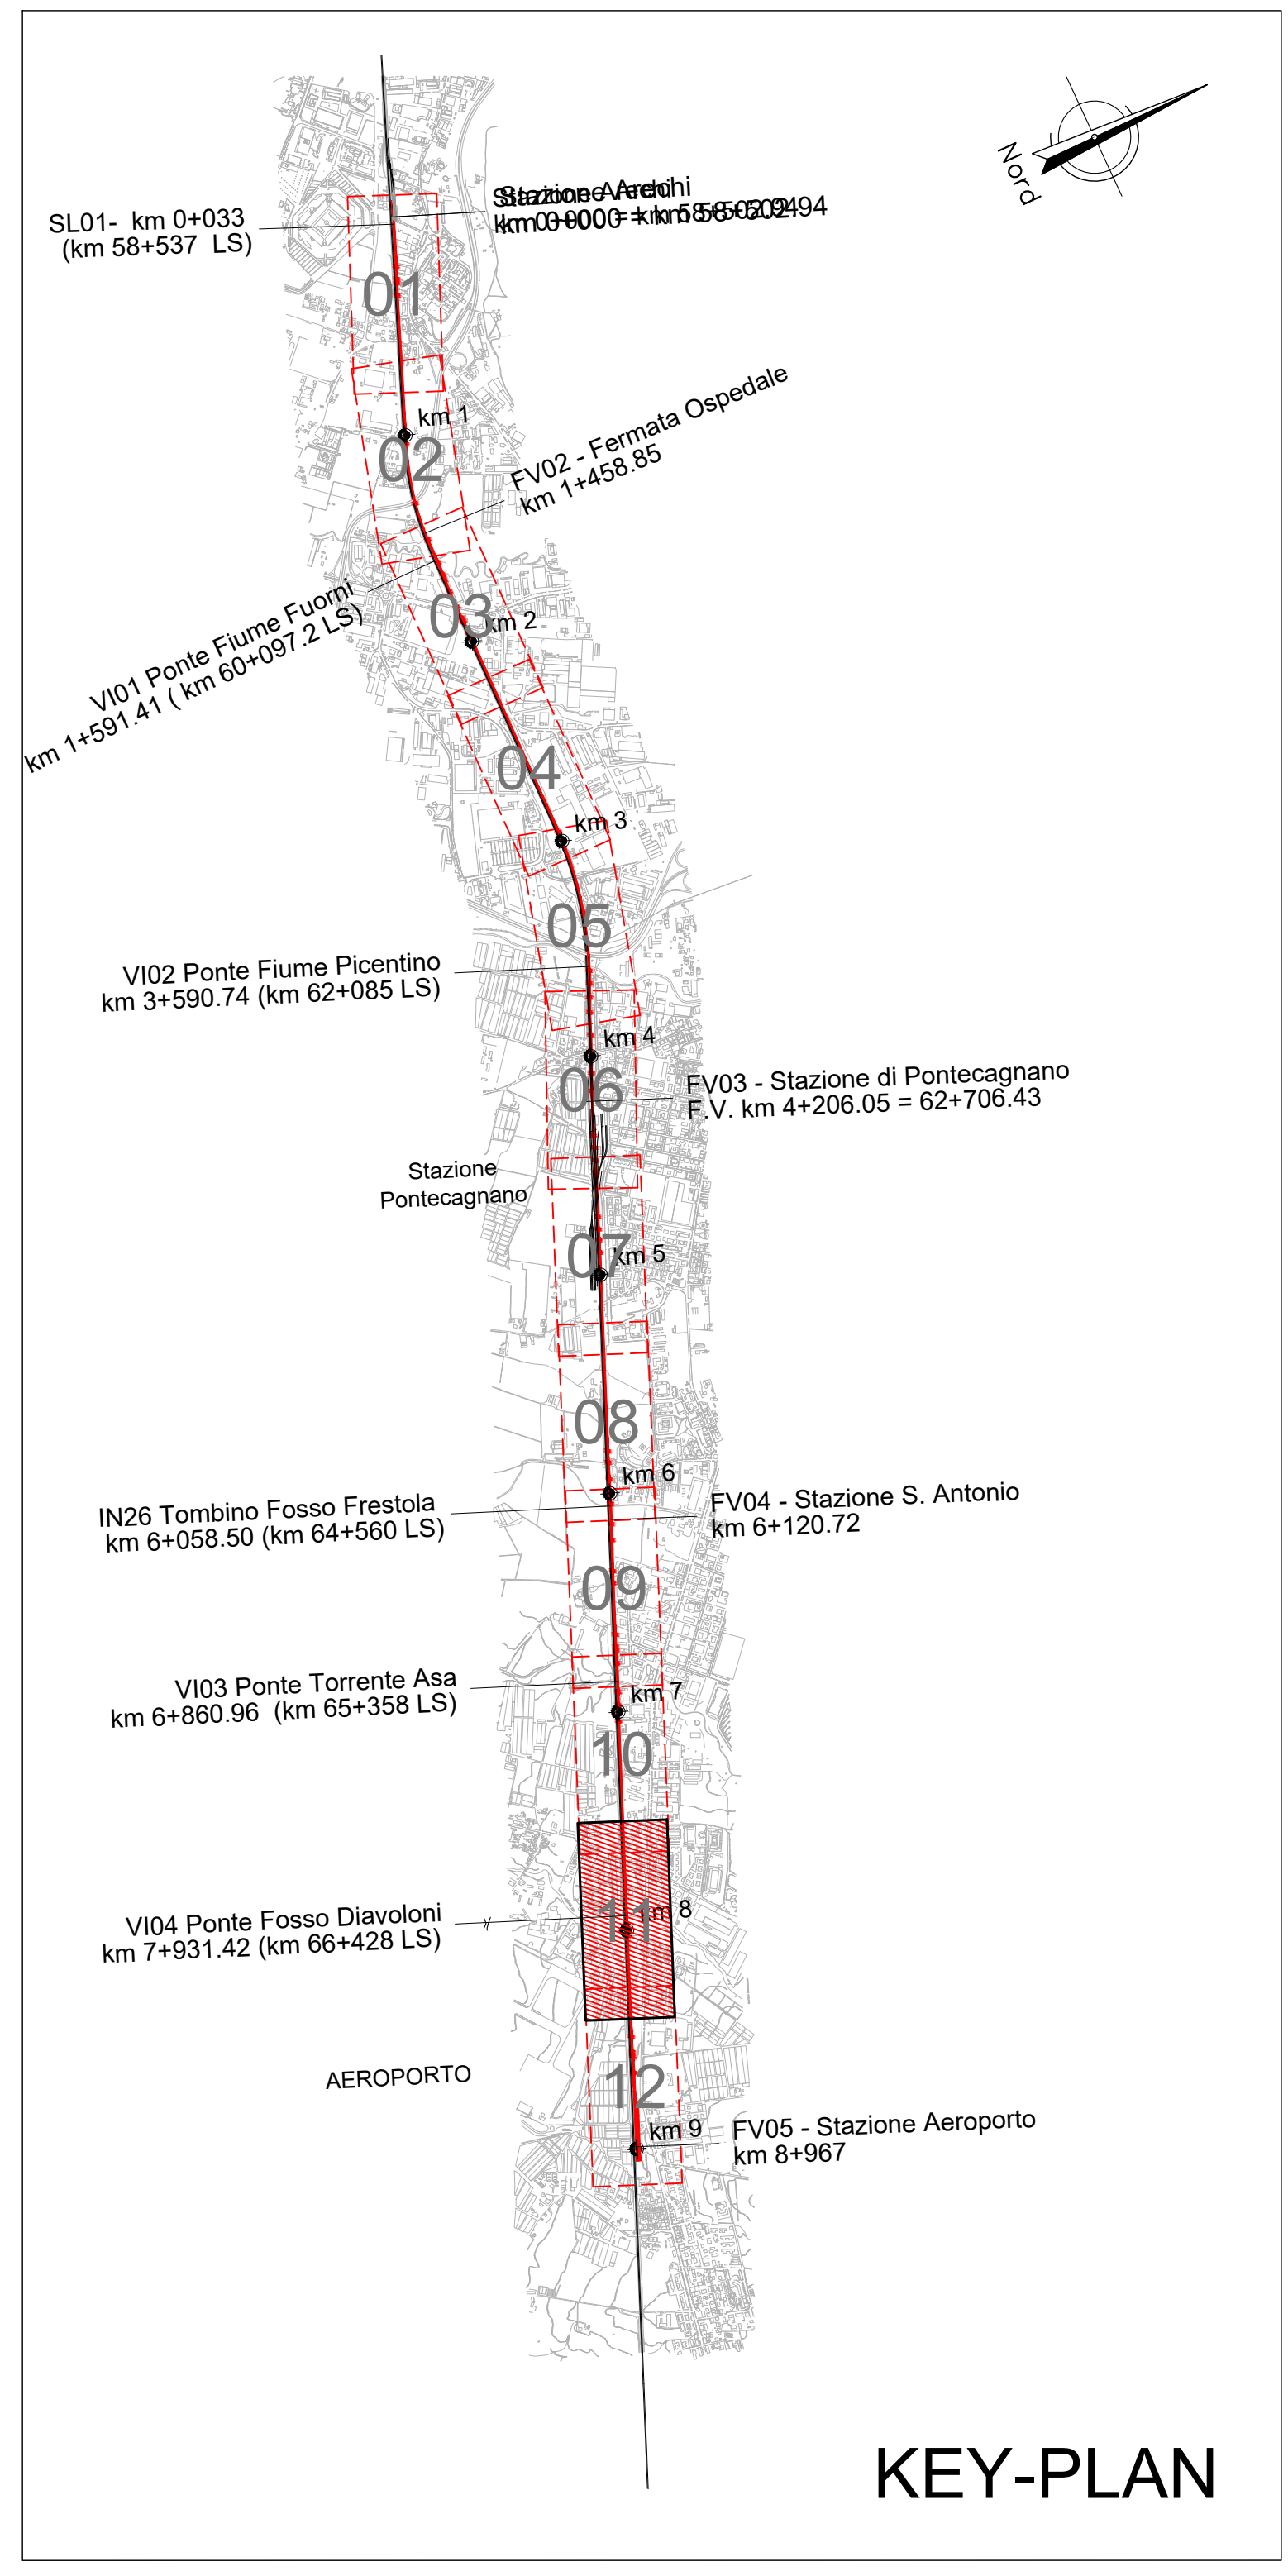 Nord
Stazione Arechi
SL01-  km 0+033
(km 58+537  LS)
01
km 1
02
FV02 - Fermata Ospedale
km 1+458.85
VI01 Ponte Fiume Fuorni
km 1+591.41 ( km 60+097.2 LS)
03
km 2
04
km 3
05
VI02 Ponte Fiume Picentino
km 3+590.74 (km 62+085 LS)
km 4
06
FV03 - Stazione di Pontecagnano
F.V. km 4+206.05 = 62+706.43
Stazione
Pontecagnano
07
km 5
08
km 6
IN26 Tombino Fosso Frestola
km 6+058.50 (km 64+560 LS)
FV04 - Stazione S. Antonio
km 6+120.72
09
VI03 Ponte Torrente Asa
km 6+860.96  (km 65+358 LS)
km 7
10
VI04 Ponte Fosso Diavoloni
km 7+931.42 (km 66+428 LS)
11
km 8
AEROPORTO
12
km 9
FV05 - Stazione Aeroporto
km 8+967
KEY-PLAN